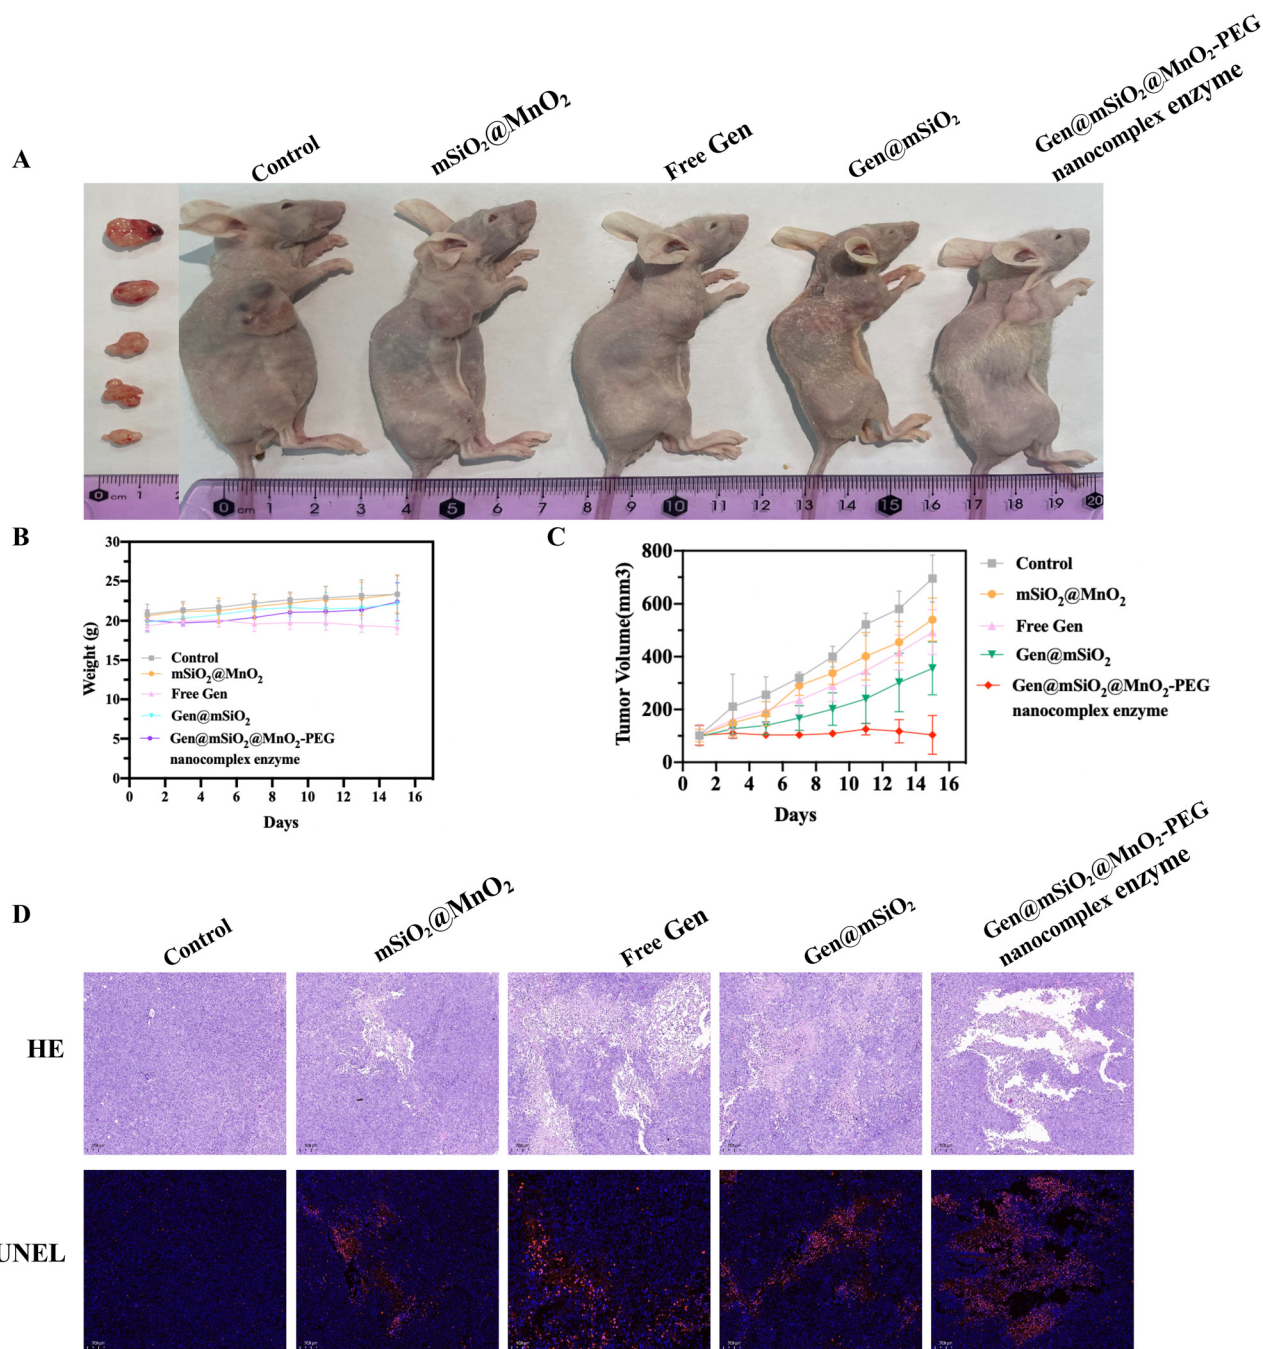 A
Control
mSiO₂@MnO₂
Free Gen
Gen@mSiO₂
Gen@mSiO₂@MnO₂-PEG
nanocomplex enzyme
0 cm 1
0 cm 1 2 3 4 5 6 7 8 9 10 11 12 13 14 15 16 17 18 19 20
B
30
25
20
15
10
5
0
Weight (g)
Control
mSiO₂@MnO₂
Free Gen
Gen@mSiO₂
Gen@mSiO₂@MnO₂-PEG
nanocomplex enzyme
0 2 4 6 8 10 12 14 16
Days
C
800
600
400
200
0
Tumor Volume(mm3)
0 2 4 6 8 10 12 14 16
Days
Control
mSiO₂@MnO₂
Free Gen
Gen@mSiO₂
Gen@mSiO₂@MnO₂-PEG
nanocomplex enzyme
D
Control
mSiO₂@MnO₂
Free Gen
Gen@mSiO₂
Gen@mSiO₂@MnO₂-PEG
nanocomplex enzyme
HE
UNEL